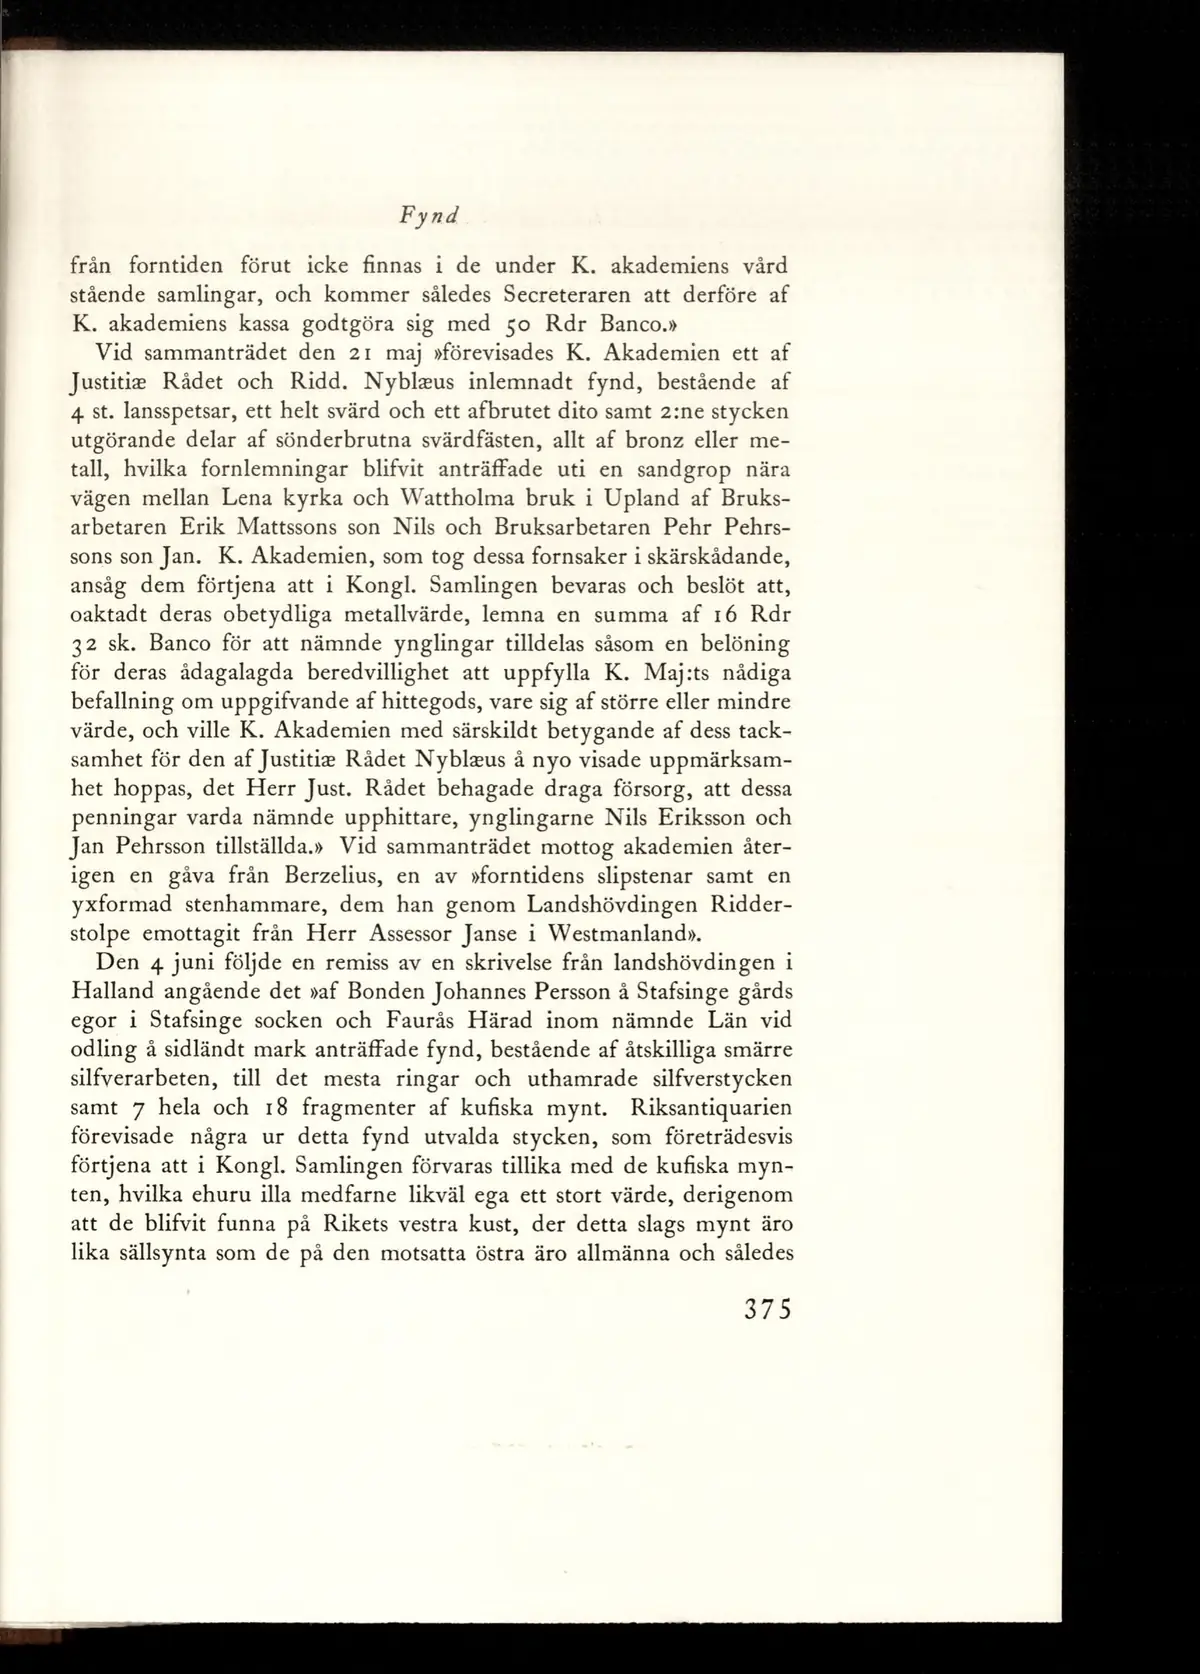 Fynd
från forntiden förut icke finnas i de under K. akademiens vård
stående samlingar, och kommer således Secreteraren att derföre af
K. akademiens kassa godtgöra sig med 50 Rdr Banco.»
Vid sammanträdet den 21 maj »förevisades K. Akademien ett af
Justitiæ Rådet och Ridd. Nyblæus inlemnadt fynd, bestående af
4 st. lansspetsar, ett helt svärd och ett afbrutet dito samt 2:ne stycken
utgörande delar af sönderbrutna svärdfästen, allt af bronz eller me-
tall, hvilka fornlemningar blifvit anträffade uti en sandgrop nära
vägen mellan Lena kyrka och Wattholma bruk i Upland af Bruks-
arbetaren Erik Mattssons son Nils och Bruksarbetaren Pehr Pehrs-
sons son Jan. K. Akademien, som tog dessa fornsaker i skärskådande,
ansåg dem förtjena att i Kongl. Samlingen bevaras och beslöt att,
oaktadt deras obetydliga metallvärde, lemna en summa af 16 Rdr
32 sk. Banco för att nämnde ynglingar tilldelas såsom en belöning
för deras ådagalagda beredvillighet att uppfylla K. Maj:ts nådiga
befallning om uppgifvande af hittegods, vare sig af större eller mindre
värde, och ville K. Akademien med särskildt betygande af dess tack-
samhet för den af Justitiæ Rådet Nyblæus å nyo visade uppmärksam-
het hoppas, det Herr Just. Rådet behagade draga försorg, att dessa
penningar varda nämnde upphittare, ynglingarne Nils Eriksson och
Jan Pehrsson tillställda.» Vid sammanträdet mottog akademien åter-
igen en gåva från Berzelius, en av »forntidens slipstenar samt en
yxformad stenhammare, dem han genom Landshövdingen Ridder-
stolpe emottagit från Herr Assessor Janse i Westmanland».
Den 4 juni följde en remiss av en skrivelse från landshövdingen i
Halland angående det »af Bonden Johannes Persson å Stafsinge gårds
egor i Stafsinge socken och Faurås Härad inom nämnde Län vid
odling å sidländt mark anträffade fynd, bestående af åtskilliga smärre
silfverarbeten, till det mesta ringar och uthamrade silfverstycken
samt 7 hela och 18 fragmenter af kufiska mynt. Riksantiquarien
förevisade några ur detta fynd utvalda stycken, som företrädesvis
förtjena att i Kongl. Samlingen förvaras tillika med de kufiska myn-
ten, hvilka ehuru illa medfarne likväl ega ett stort värde, derigenom
att de blifvit funna på Rikets vestra kust, der detta slags mynt äro
lika sällsynta som de på den motsatta östra äro allmänna och således
375